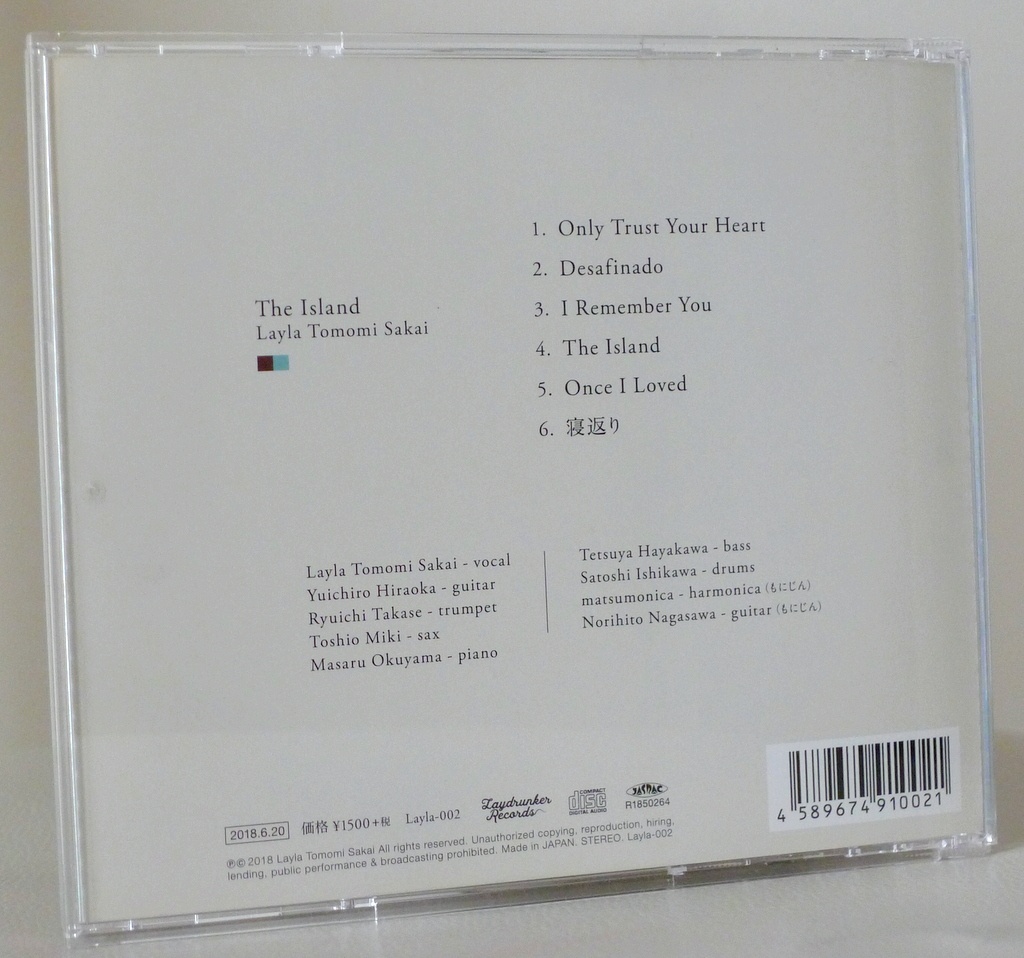 The Island
Layla Tomomi Sakai
1. Only Trust Your Heart
2. Desafinado
3. I Remember You
4. The Island
5. Once I Loved
6. 寝返り
Layla Tomomi Sakai - vocal
Yuichiro Hiraoka - guitar
Ryuichi Takase - trumpet
Toshio Miki - sax
Masaru Okuyama - piano
Tetsuya Hayakawa - bass
Satoshi Ishikawa - drums
matsumonica - harmonica (もにじん)
Norihito Nagasawa - guitar (もにじん)
2018.6.20 価格 ¥1500+税 Layla-002
Laydrunker
Records
COMPACT
disc
DIGITAL AUDIO
JASRAC
R1850264
℗© 2018 Layla Tomomi Sakai All rights reserved. Unauthorized copying, reproduction, hiring,
lending, public performance & broadcasting prohibited. Made in JAPAN. STEREO. Layla-002
4 589674 910021